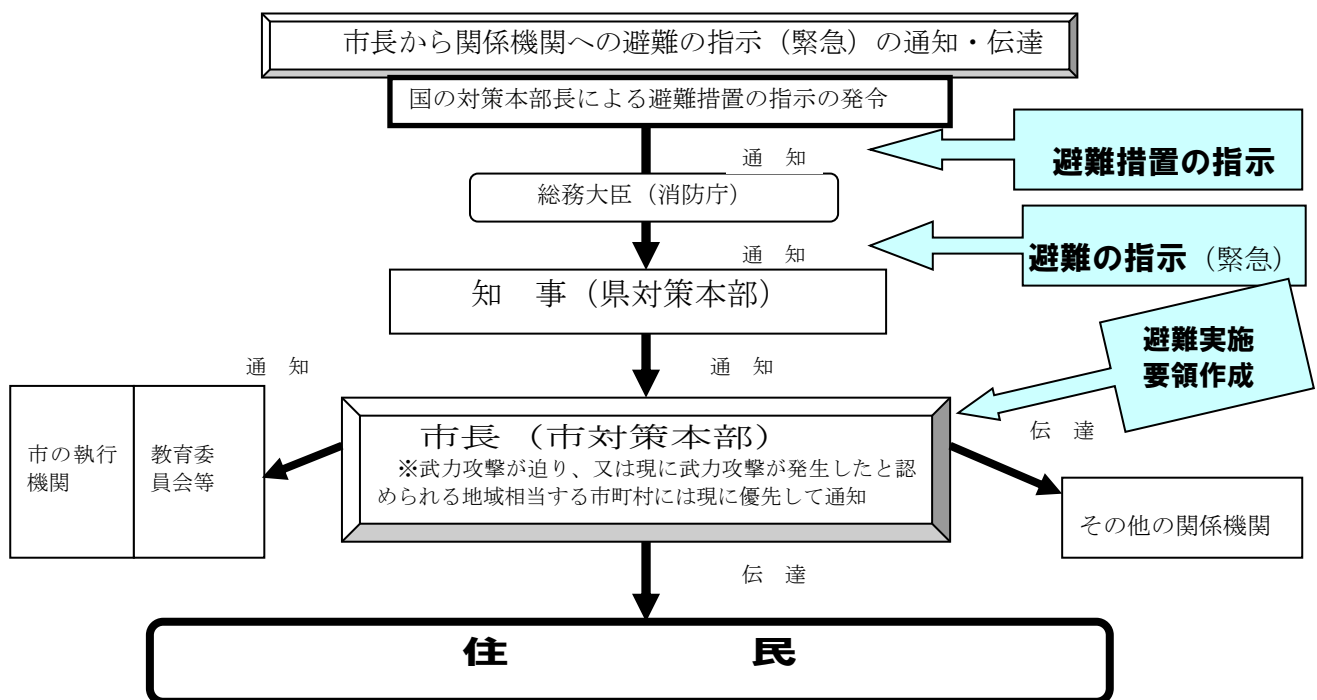 市長から関係機関への避難の指示（緊急）の通知・伝達
国の対策本部長による避難措置の指示の発令
通　知
避難措置の指示
総務大臣（消防庁）
通　知
避難の指示（緊急）
知　事（県対策本部）
避難実施
要領作成
通　知
通　知
市の執行
機関
教育委
員会等
市長（市対策本部）
※武力攻撃が迫り、又は現に武力攻撃が発生したと認
められる地域相当する市町村には現に優先して通知
伝　達
その他の関係機関
伝　達
住　　　民